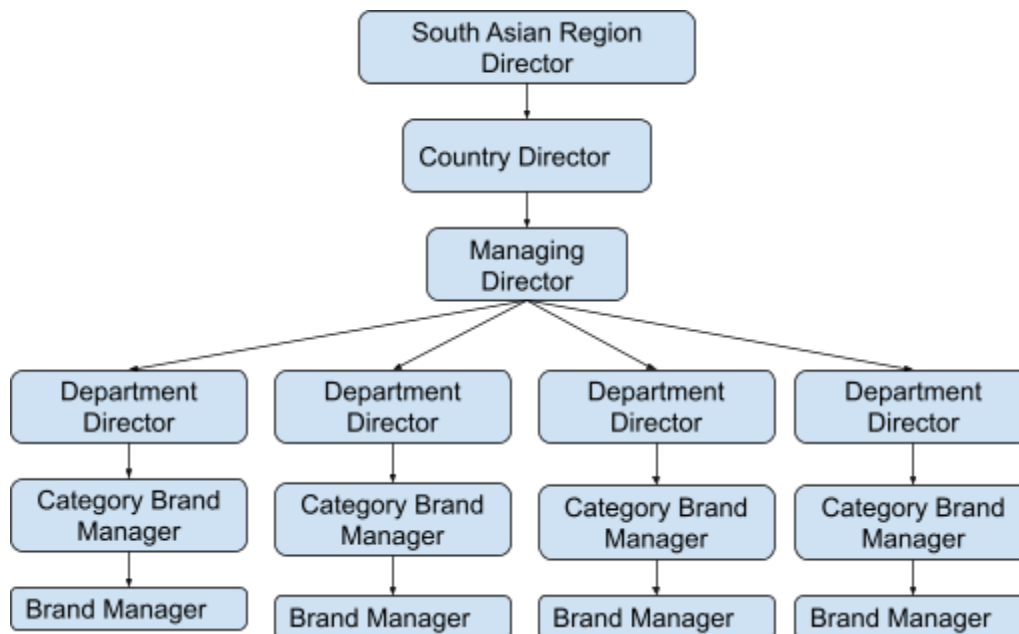 South Asian Region
Director
Country Director
Managing
Director
Department
Director
Department
Director
Department
Director
Department
Director
Category Brand
Manager
Category Brand
Manager
Category Brand
Manager
Category Brand
Manager
Brand Manager
Brand Manager
Brand Manager
Brand Manager